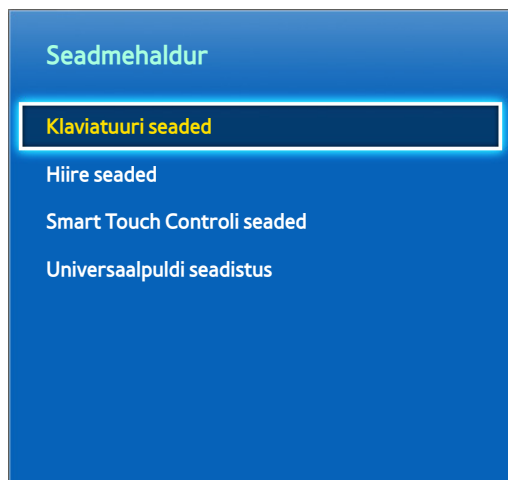 Seadmehaldur
Klaviatuuri seaded
Hiire seaded
Smart Touch Controli seaded
Universaalpuldi seadistus